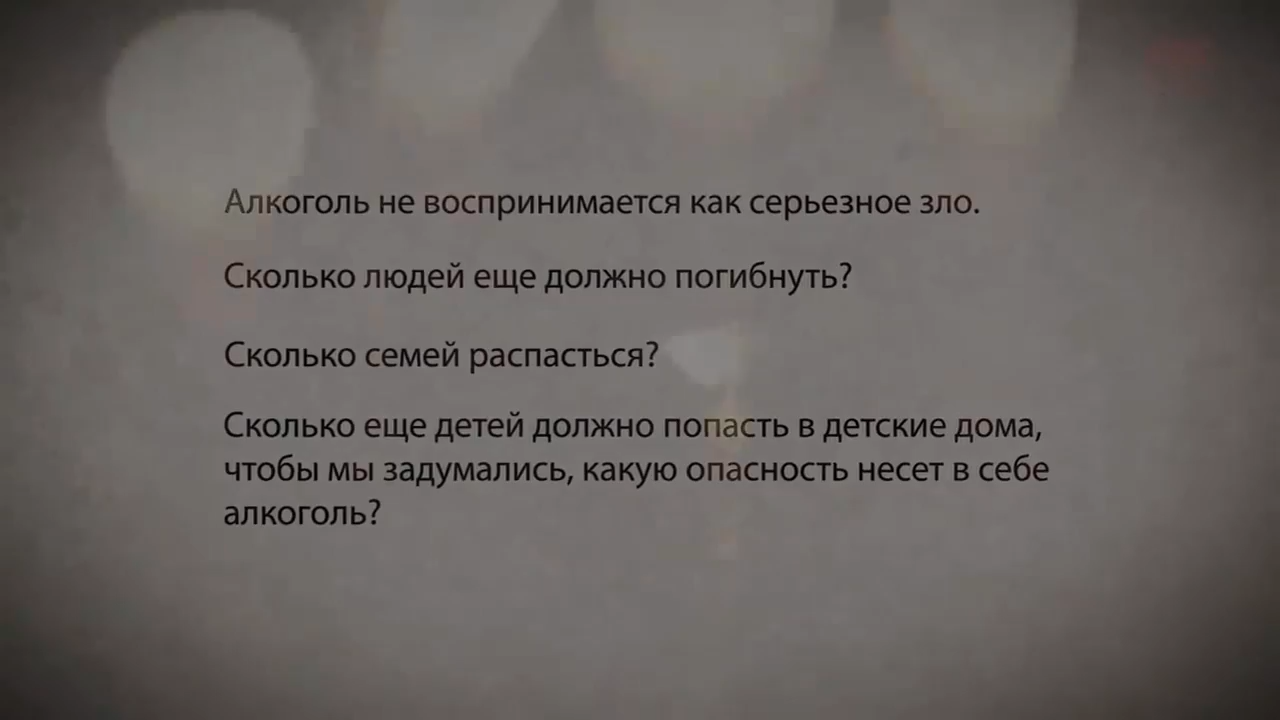 Алкоголь не воспринимается как серьезное зло.
Сколько людей еще должно погибнуть?
Сколько семей распасться?
Сколько еще детей должно попасть в детские дома,
чтобы мы задумались, какую опасность несет в себе
алкоголь?